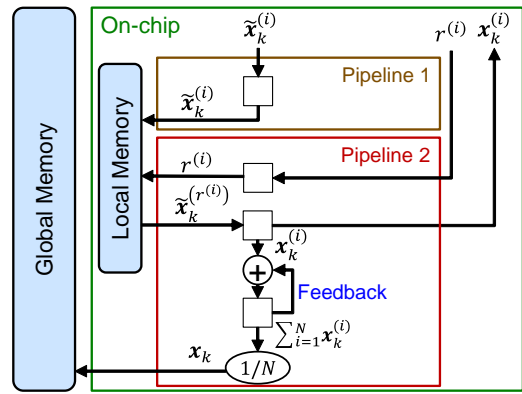 On-chip
x̃_k^(i)
r^(i)
x_k^(i)
Pipeline 1
x̃_k^(i)
Global Memory
Local Memory
Pipeline 2
r^(i)
x̃_k^(r^(i))
x_k^(i)
+
Feedback
∑_{i=1}^N x_k^(i)
x_k
1/N